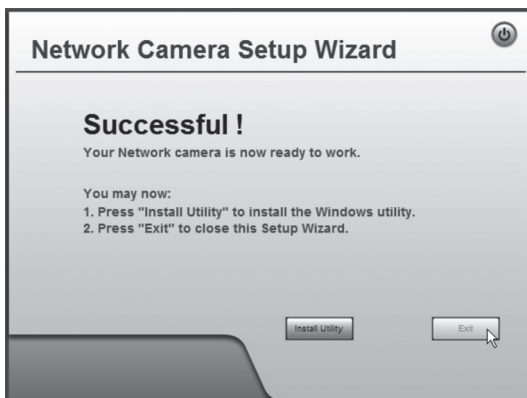 Network Camera Setup Wizard
Successful !
Your Network camera is now ready to work.
You may now:
1. Press "Install Utility" to install the Windows utility.
2. Press "Exit" to close this Setup Wizard.
Install Utility
Exit